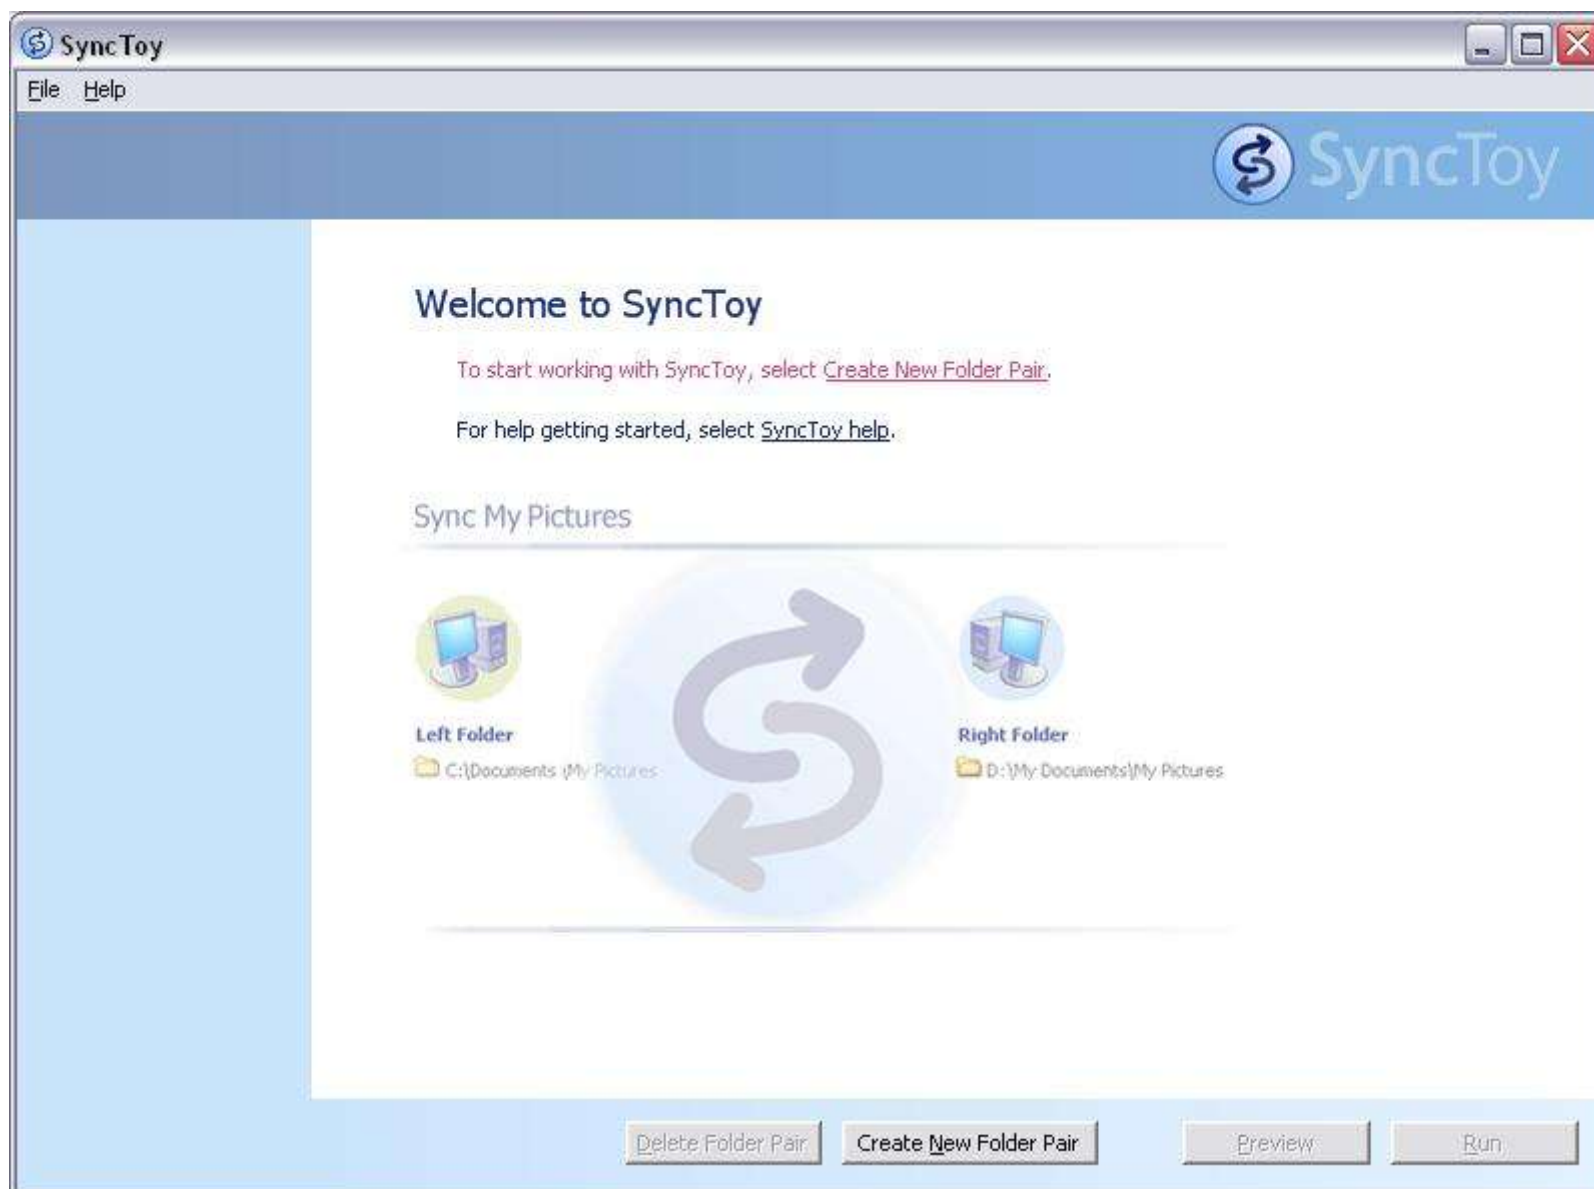 SyncToy
File Help
SyncToy
Welcome to SyncToy
To start working with SyncToy, select Create New Folder Pair.
For help getting started, select SyncToy help.
Sync My Pictures
Left Folder
Right Folder
C:\Documents \My Pictures
D:\My Documents\My Pictures
Delete Folder Pair
Create New Folder Pair
Preview
Run